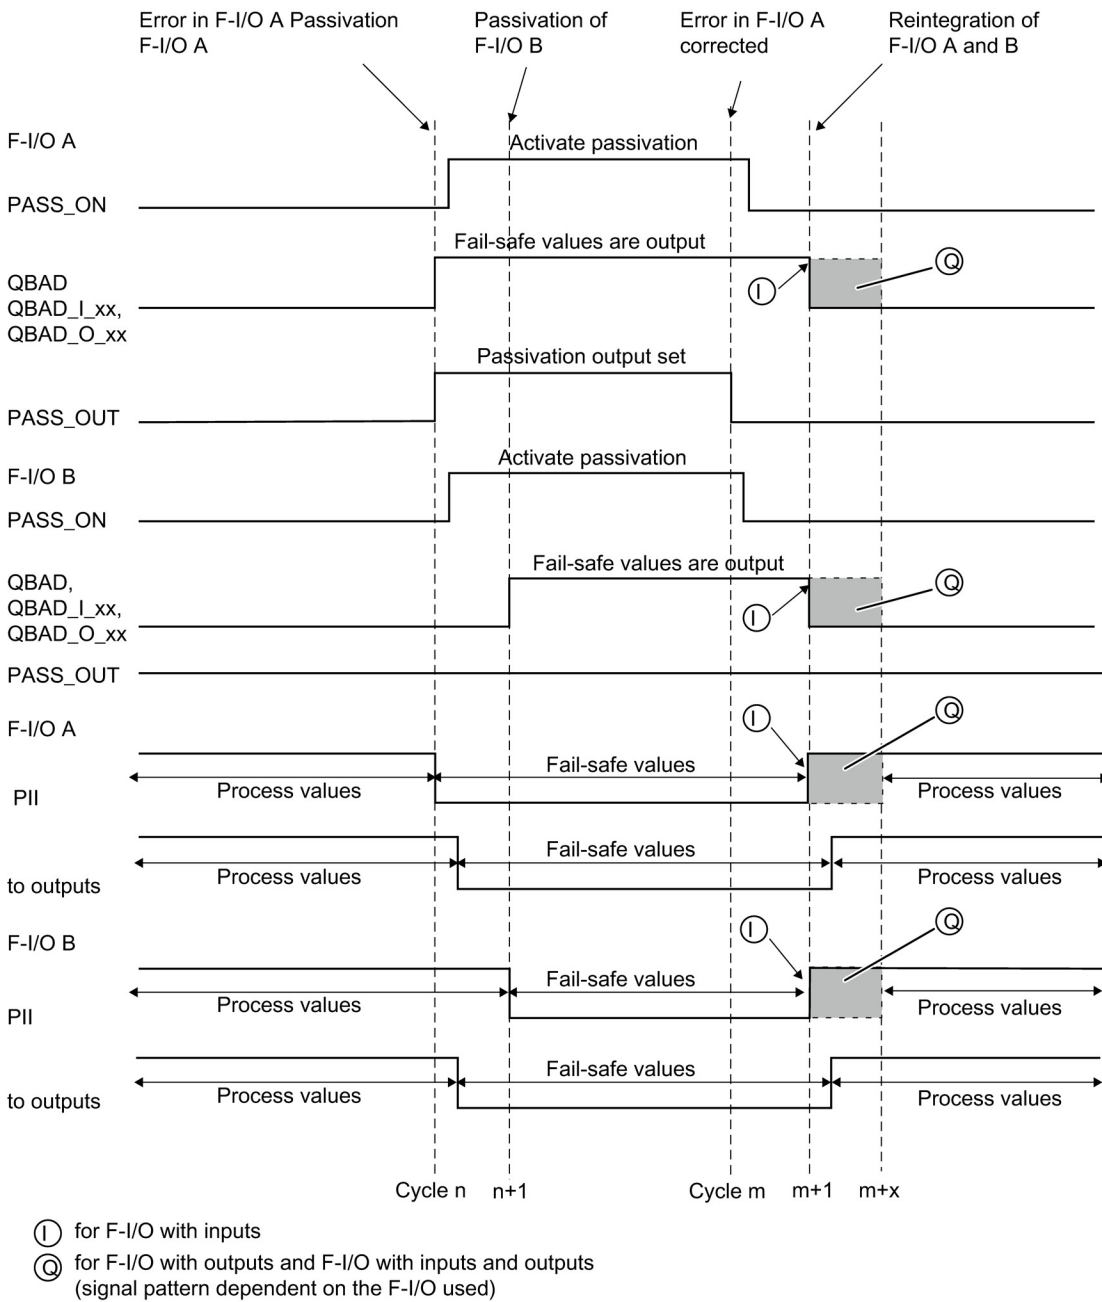 Error in F-I/O A Passivation
F-I/O A
Passivation of
F-I/O B
Error in F-I/O A
corrected
Reintegration of
F-I/O A and B
F-I/O A
Activate passivation
PASS_ON
Fail-safe values are output
Q
QBAD
I
QBAD_I_xx,
QBAD_O_xx
Passivation output set
PASS_OUT
Activate passivation
F-I/O B
PASS_ON
Fail-safe values are output
QBAD,
Q
QBAD_I_xx,
I
QBAD_O_xx
PASS_OUT
I
Q
F-I/O A
Fail-safe values
PII
Process values
Process values
Fail-safe values
to outputs
Process values
Process values
I
Q
F-I/O B
Fail-safe values
PII
Process values
Process values
Fail-safe values
to outputs
Process values
Process values
Cycle n
n+1
Cycle m
m+1
m+x
I for F-I/O with inputs
Q for F-I/O with outputs and F-I/O with inputs and outputs
(signal pattern dependent on the F-I/O used)